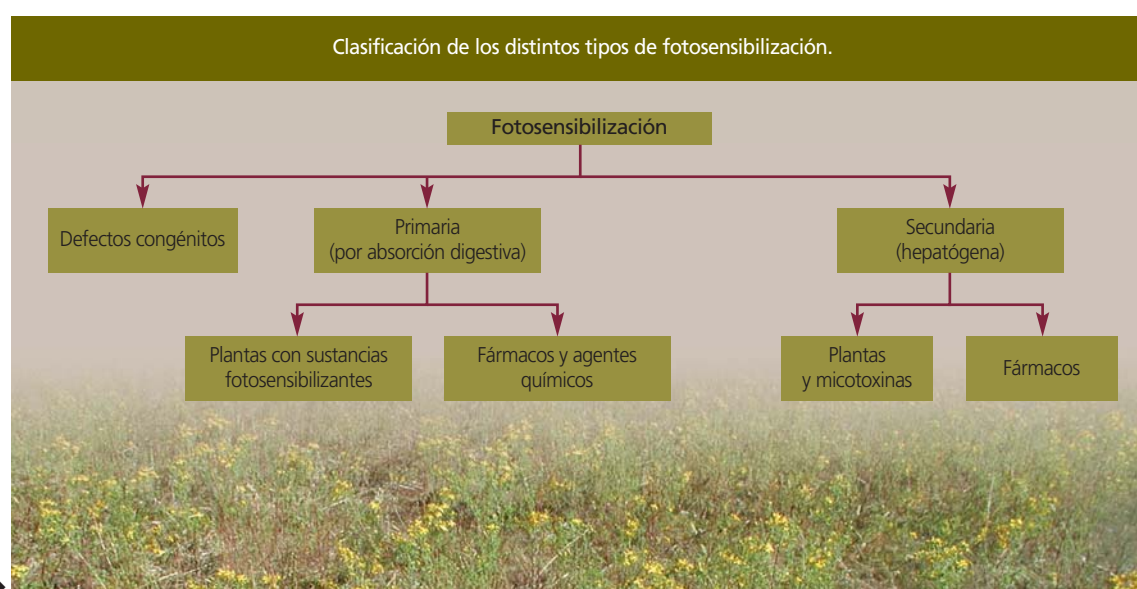 Clasificación de los distintos tipos de fotosensibilización.
Fotosensibilización
Defectos congénitos
Primaria
(por absorción digestiva)
Secundaria
(hepatógena)
Plantas con sustancias
fotosensibilizantes
Fármacos y agentes
químicos
Plantas
y micotoxinas
Fármacos